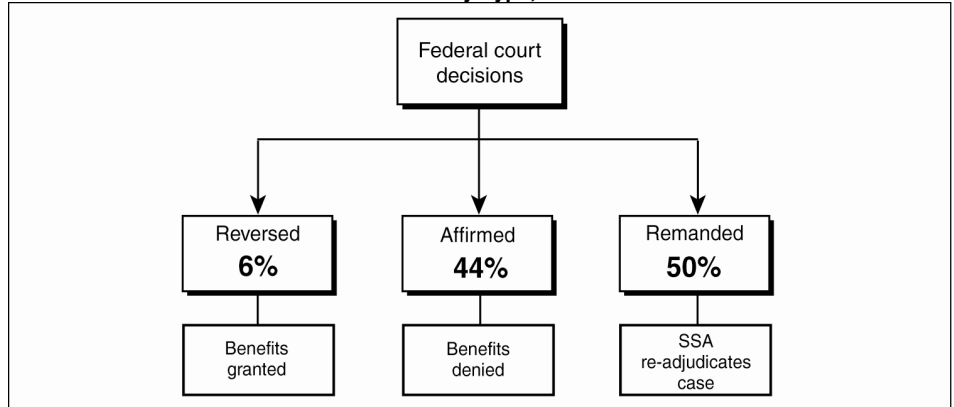 Federal court
decisions
Reversed
6%
Affirmed
44%
Remanded
50%
Benefits
granted
Benefits
denied
SSA
re-adjudicates
case